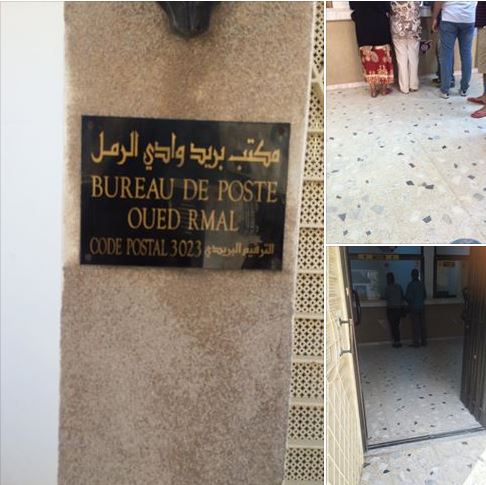 مكتب بريد وادي الرمل
BUREAU DE POSTE
OUED RMAL
CODE POSTAL 3023 الترقيم البريدي